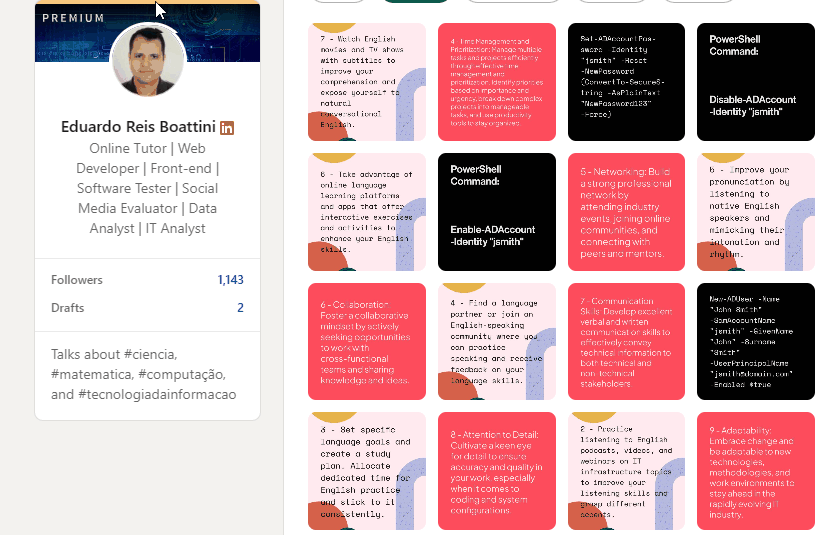 PREMIUM
Eduardo Reis Boattini
Online Tutor | Web
Developer | Front-end |
Software Tester | Social
Media Evaluator | Data
Analyst | IT Analyst
Followers 1,143
Drafts 2
Talks about #ciencia,
#matematica, #computação,
and #tecnologiadainformacao
7 - Watch English
movies and TV shows
with subtitles to
improve your
comprehension and
expose yourself to
natural
conversational
English.
4 - Time Management and
Prioritization: Manage multiple
tasks and projects efficiently
through effective time
management and
prioritization. Identify priorities
based on importance and
urgency, break down complex
projects into manageable
tasks, and use productivity
tools to stay organized.
Set-ADAccountPas-
sword -Identity
"jsmith" -Reset
-NewPassword
(ConvertTo-SecureS-
tring -AsPlainText
"NewPassword123"
-Force)
PowerShell
Command:
Disable-ADAccount
-Identity "jsmith"
6 - Take advantage of
online language
learning platforms
and apps that offer
interactive exercises
and activities to
enhance your English
skills.
PowerShell
Command:
Enable-ADAccount
-Identity "jsmith"
5 - Networking: Build
a strong professional
network by
attending industry
events, joining online
communities, and
connecting with
peers and mentors.
5 - Improve your
pronunciation by
listening to
native English
speakers and
mimicking their
intonation and
rhythm.
6 - Collaboration:
Foster a collaborative
mindset by actively
seeking opportunities
to work with
cross-functional
teams and sharing
knowledge and ideas.
4 - Find a language
partner or join an
English-speaking
community where you
can practice
speaking and receive
feedback on your
language skills.
7 - Communication
Skills: Develop excellent
verbal and written
communication skills to
effectively convey
technical information to
both technical and
non-technical
stakeholders.
New-ADUser -Name
"John Smith"
-SamAccountName
"jsmith" -GivenName
"John" -Surname
"Smith"
-UserPrincipalName
"jsmith@domain.com"
-Enabled $true
3 - Set specific
language goals and
create a study
plan. Allocate
dedicated time for
English practice
and stick to it
consistently.
8 - Attention to Detail:
Cultivate a keen eye
for detail to ensure
accuracy and quality in
your work, especially
when it comes to
coding and system
configurations.
2 - Practice
listening to English
podcasts, videos, and
webinars on IT
infrastructure topics
to improve your
listening skills and
grasp different
accents.
9 - Adaptability:
Embrace change and
be adaptable to new
technologies,
methodologies, and
work environments to
stay ahead in the
rapidly evolving IT
industry.